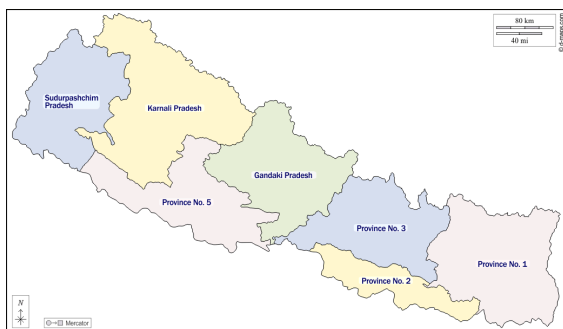 80 km
40 mi
© d-maps.com
Sudurpashchim
Pradesh
Karnali Pradesh
Gandaki Pradesh
Province No. 5
Province No. 3
Province No. 1
Province No. 2
N
Mercator